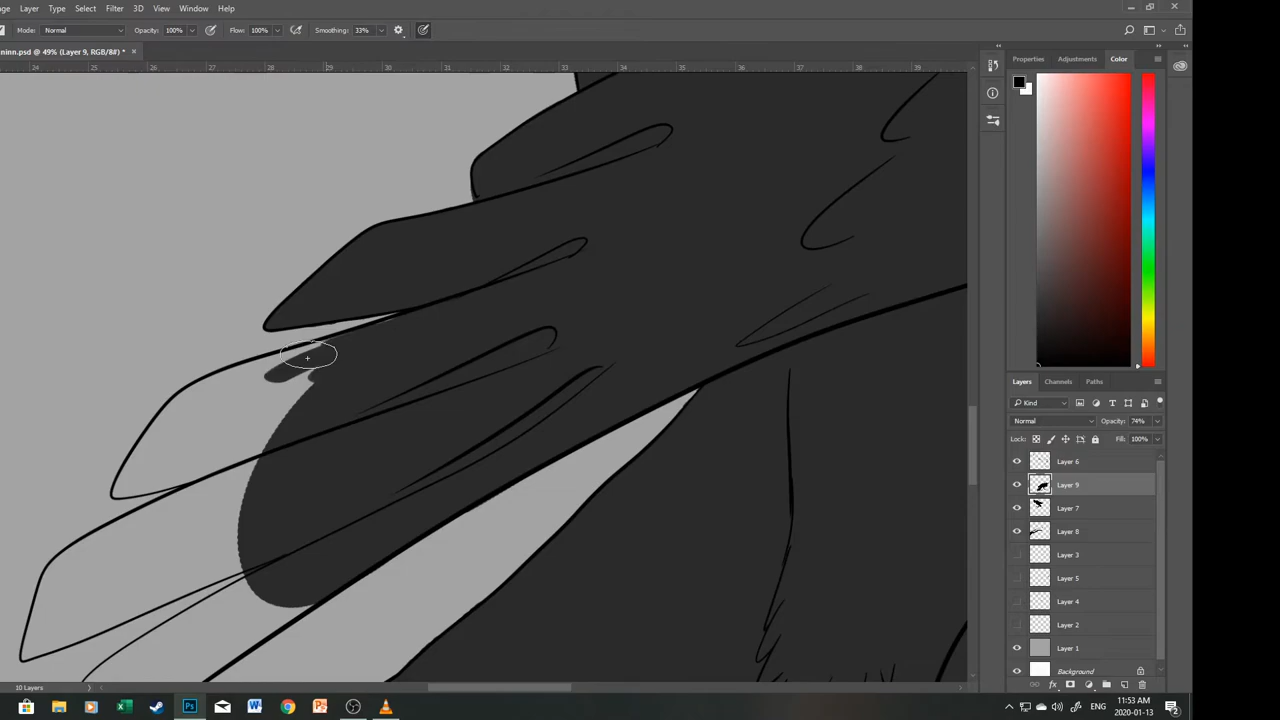 ge Layer Type Select Filter 3D View Window Help
Mode: Normal Opacity: 100% Flow: 100% Smoothing: 33%
ninn.psd @ 49% (Layer 9, RGB/8#) * ×
24 25 26 27 28 29 30 31 32 33 34 35 36 37 38 39
Properties Adjustments Color
Layers Channels Paths
Kind
Normal Opacity: 74%
Lock: Fill: 100%
Layer 6
Layer 9
Layer 7
Layer 8
Layer 3
Layer 5
Layer 4
Layer 2
Layer 1
Background
10 Layers
ENG 11:53 AM
2020-01-13
2